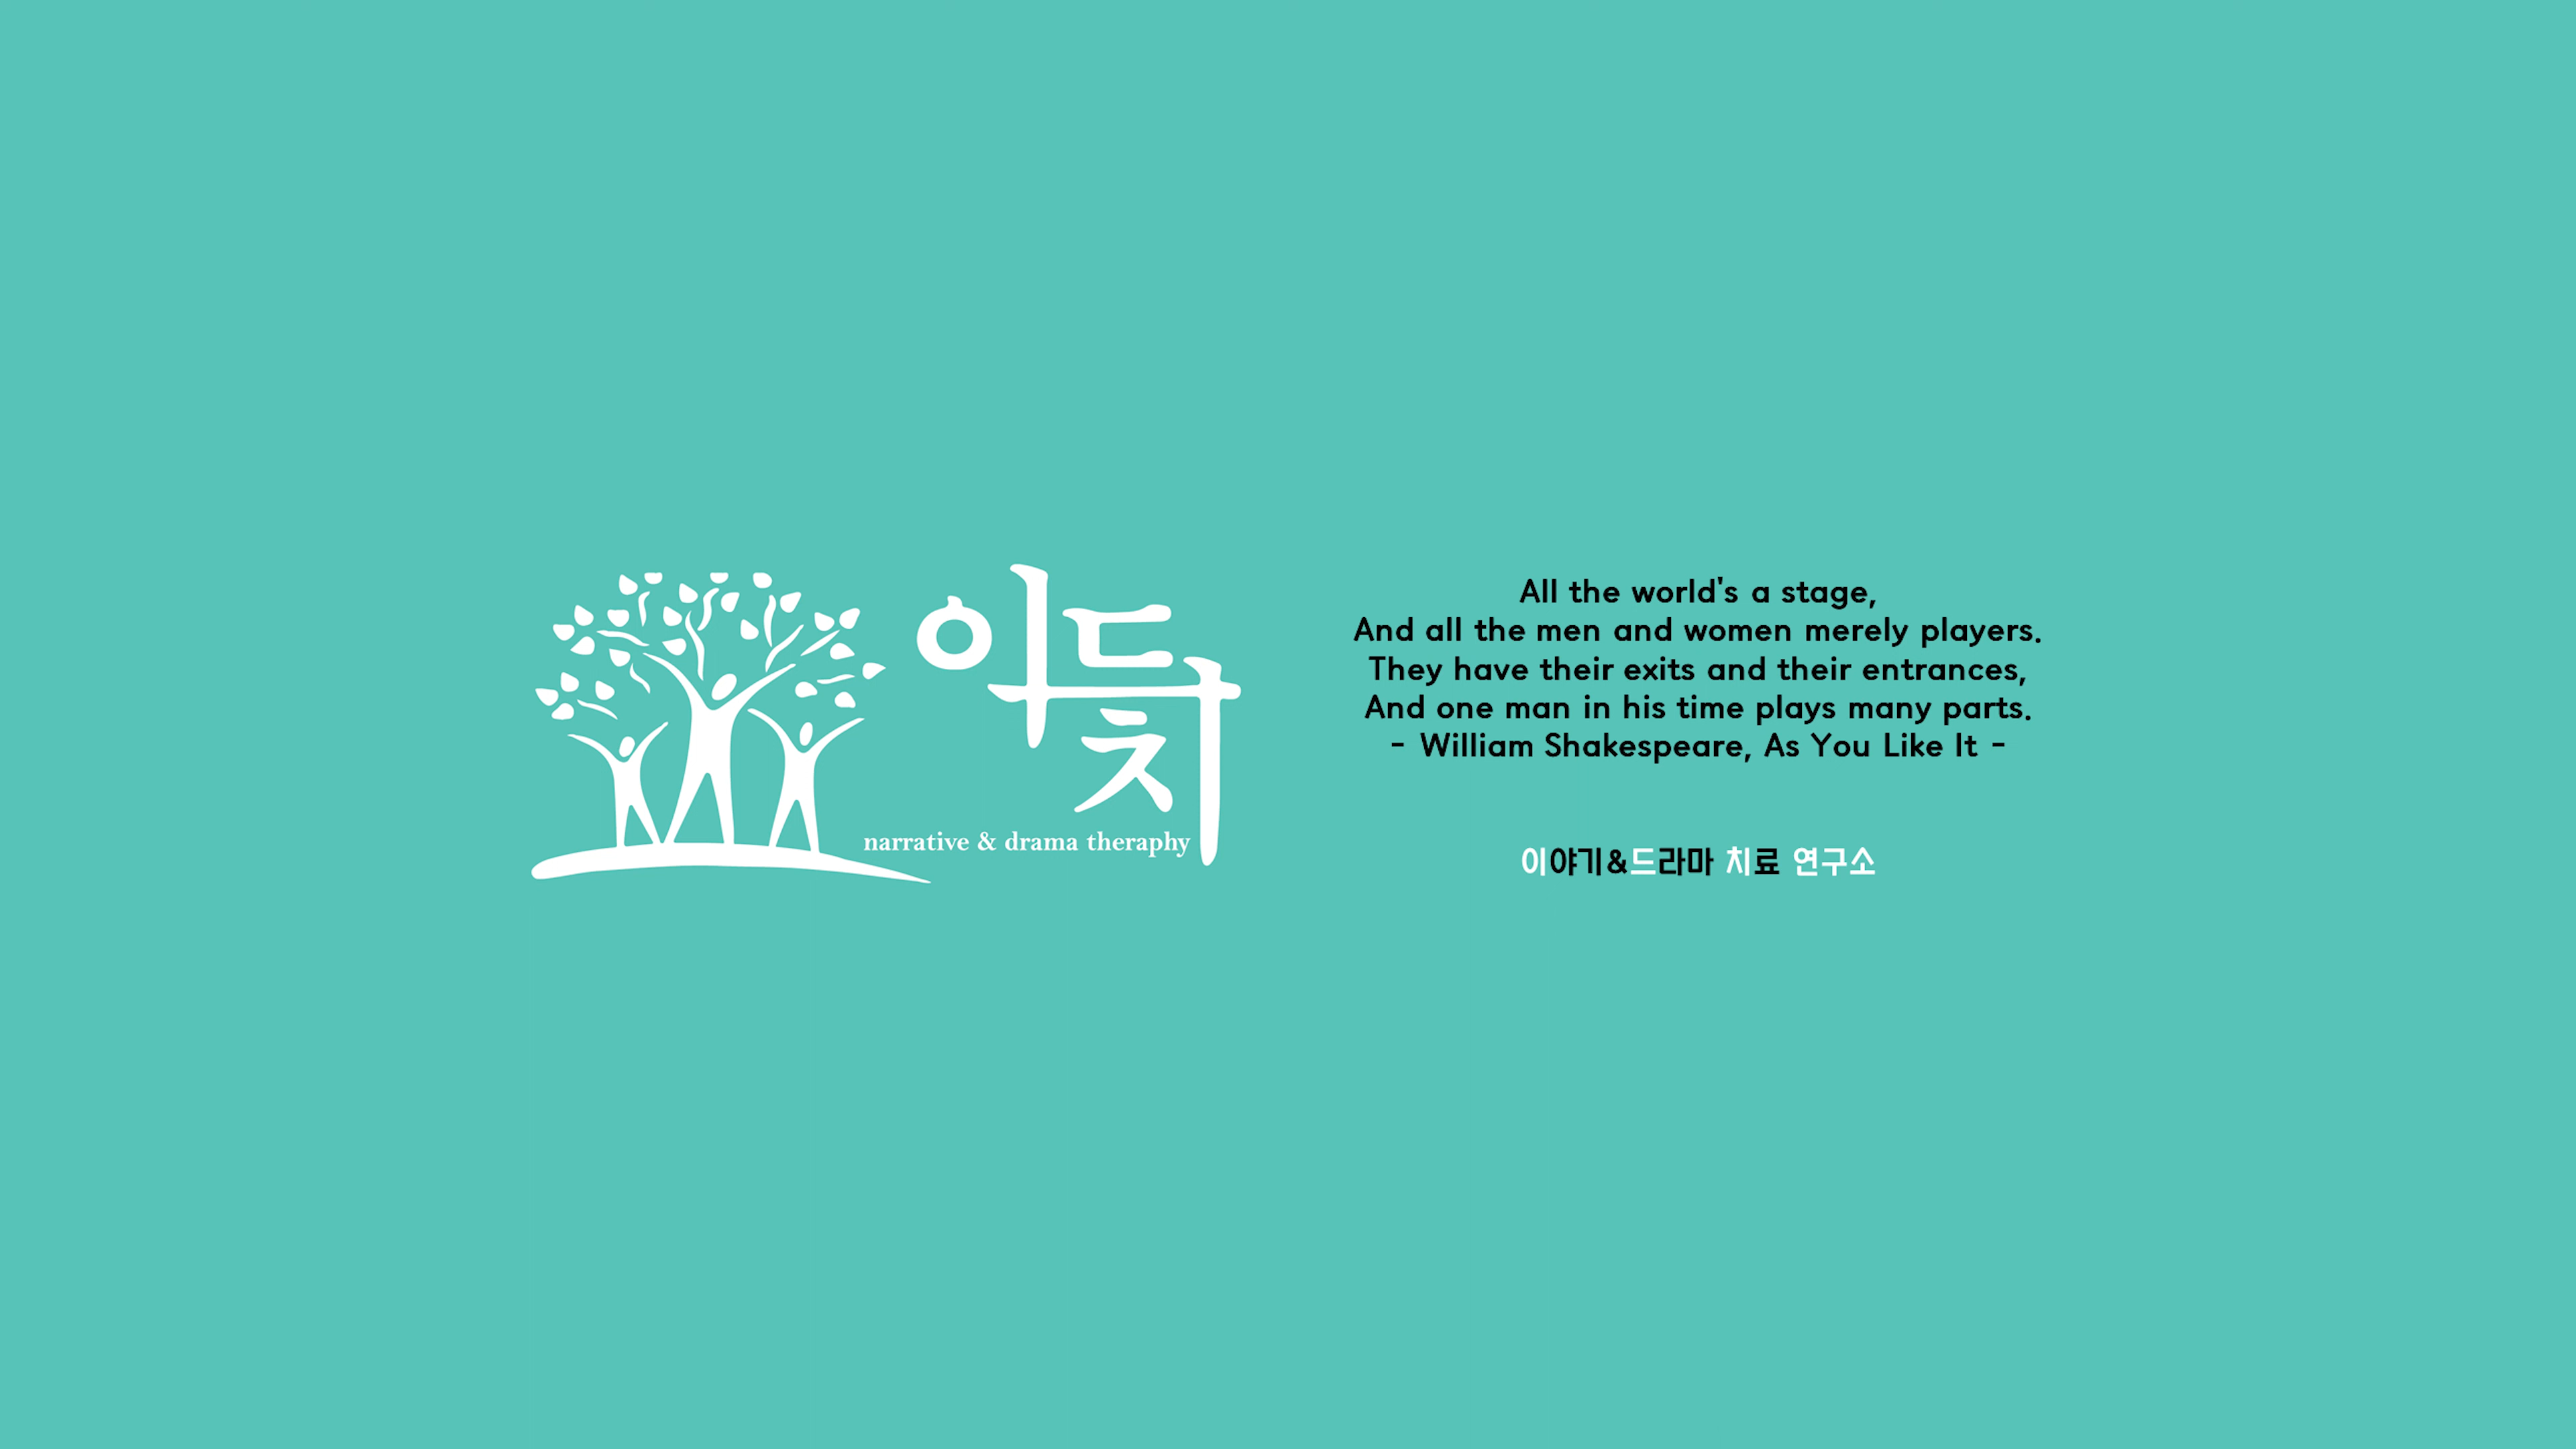 이드치
narrative & drama theraphy
All the world's a stage,
And all the men and women merely players.
They have their exits and their entrances,
And one man in his time plays many parts.
- William Shakespeare, As You Like It -
이야기&드라마 치료 연구소